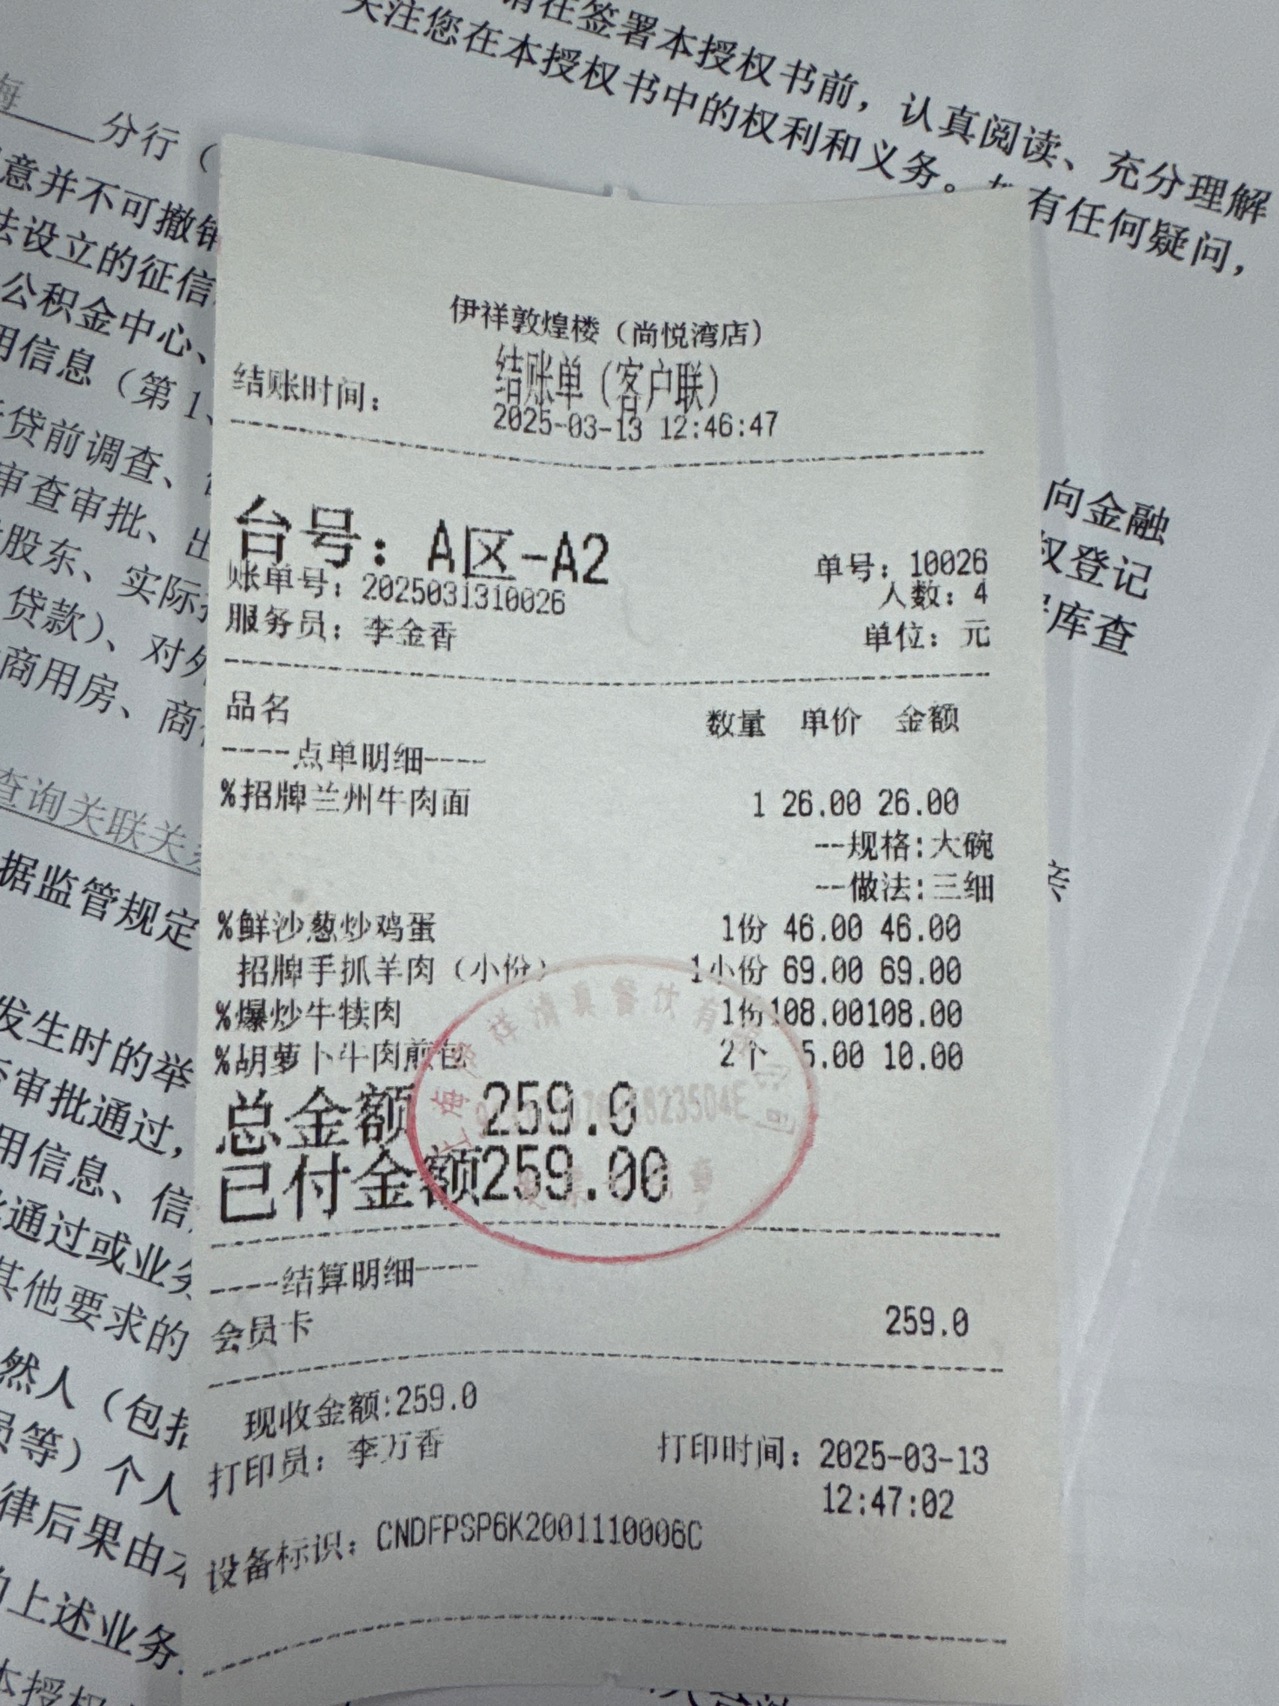 请在签署本授权书前，认真阅读、充分理解
关注您在本授权书中的权利和义务。
有任何疑问，
海
分行（
意并不可撤销
法设立的征信
公积金中心、
用信息（第1、
贷前调查、
审查审批、出
股东、实际
贷款）、对外
商用房、商
查询关联关
据监管规定
发生时的举
审批通过，
用信息、信
通过或业务
其他要求的
然人（包括
员等）个人
律后果由
上述业务
本授权
向金融
权登记
库查
伊祥敦煌楼（尚悦湾店）
结账单（客户联）
结账时间： 2025-03-13 12:46:47
台号：A区-A2
单号：10026
账单号：2025031310026
人数：4
服务员：李金香
单位：元
品名 数量 单价 金额
----点单明细----
%招牌兰州牛肉面 1 26.00 26.00
--规格:大碗
--做法:三细
%鲜沙葱炒鸡蛋 1份 46.00 46.00
招牌手抓羊肉（小份） 1小份 69.00 69.00
%爆炒牛犊肉 1份108.00108.00
%胡萝卜牛肉煎包 2个 5.00 10.00
总金额 259.0
已付金额259.00
----结算明细----
会员卡 259.0
现收金额:259.0
打印员：李万香
打印时间：2025-03-13
12:47:02
设备标识：CNDFPSP6K2001110006C
祥清真餐饮有